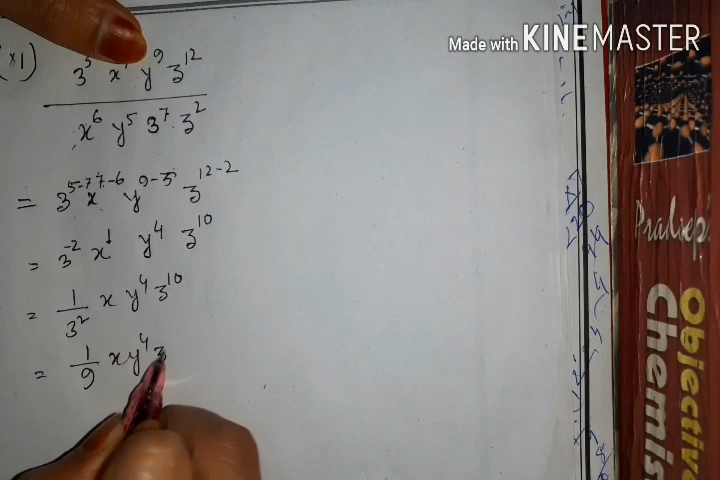 Made with KINEMASTER
(x1) 3^5 x^7 y^9 z^12
x^6 y^5 3^7 z^2
= 3^5-7 x^7-6 y^9-5 z^12-2
= 3^-2 x^1 y^4 z^10
= 1/3^2 x y^4 z^10
= 1/9 x y^4 z
Pradeep
Objective
Chemis